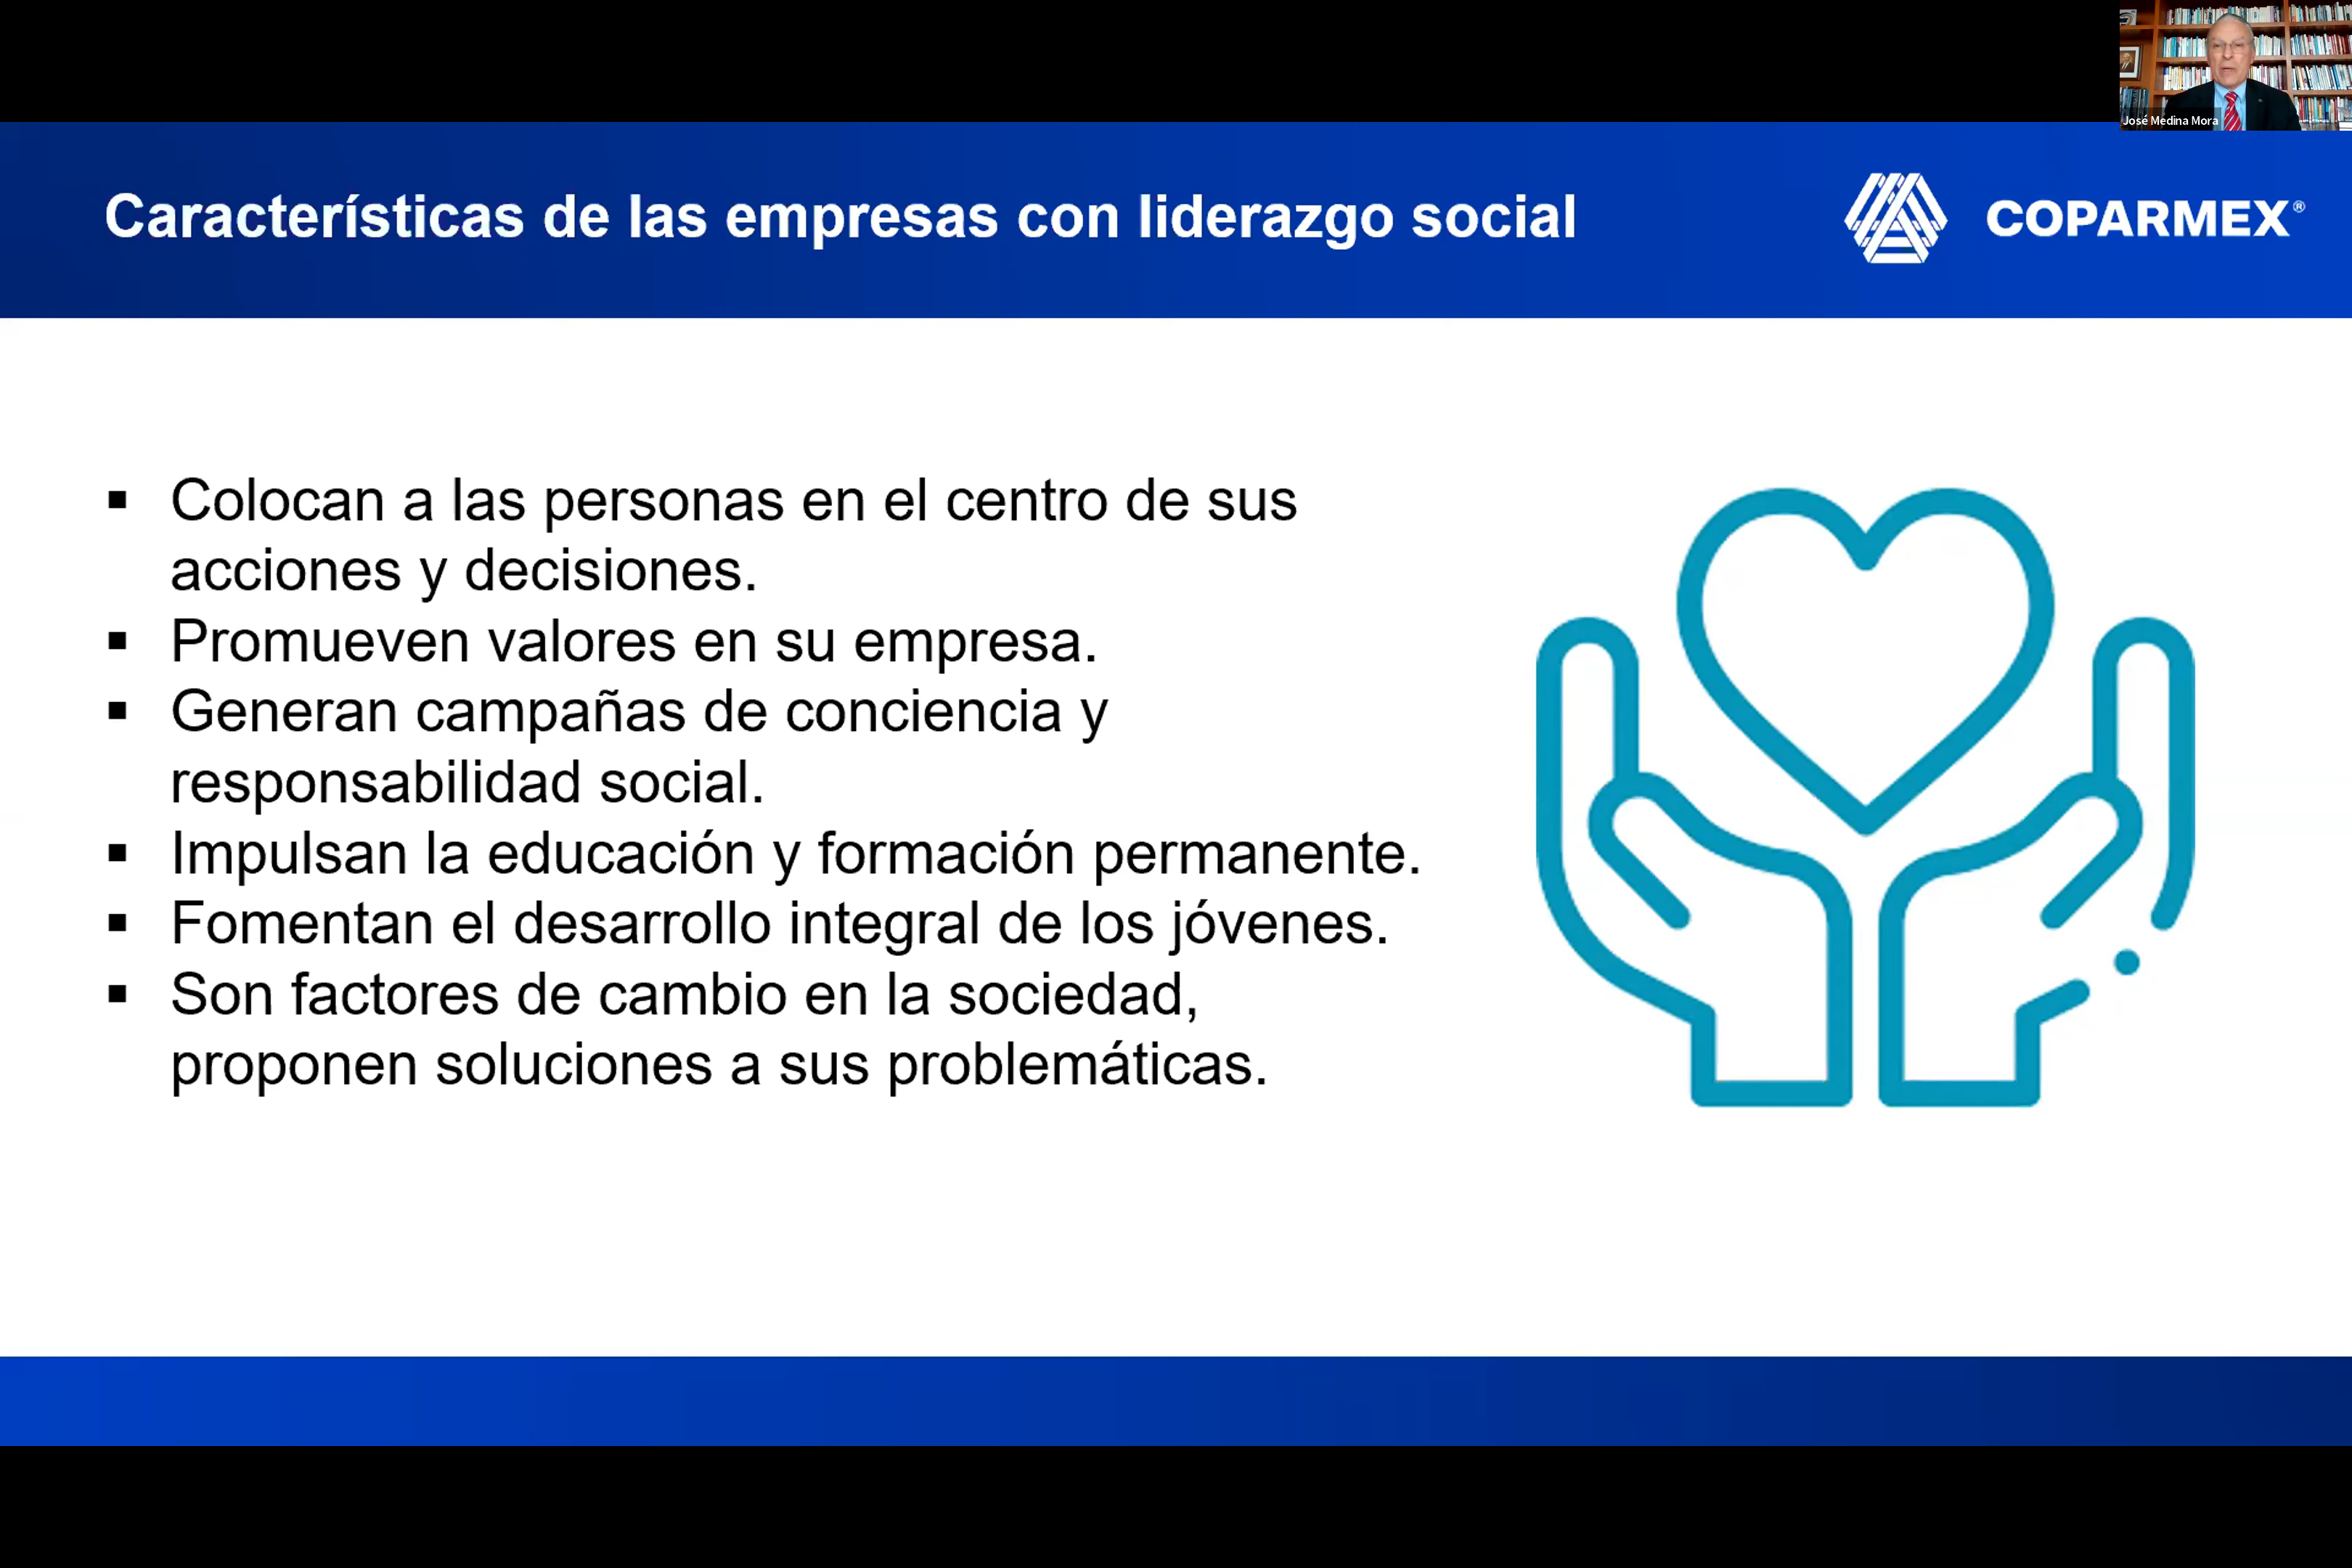 José Medina Mora
Características de las empresas con liderazgo social
COPARMEX®
▪ Colocan a las personas en el centro de sus
acciones y decisiones.
▪ Promueven valores en su empresa.
▪ Generan campañas de conciencia y
responsabilidad social.
▪ Impulsan la educación y formación permanente.
▪ Fomentan el desarrollo integral de los jóvenes.
▪ Son factores de cambio en la sociedad,
proponen soluciones a sus problemáticas.